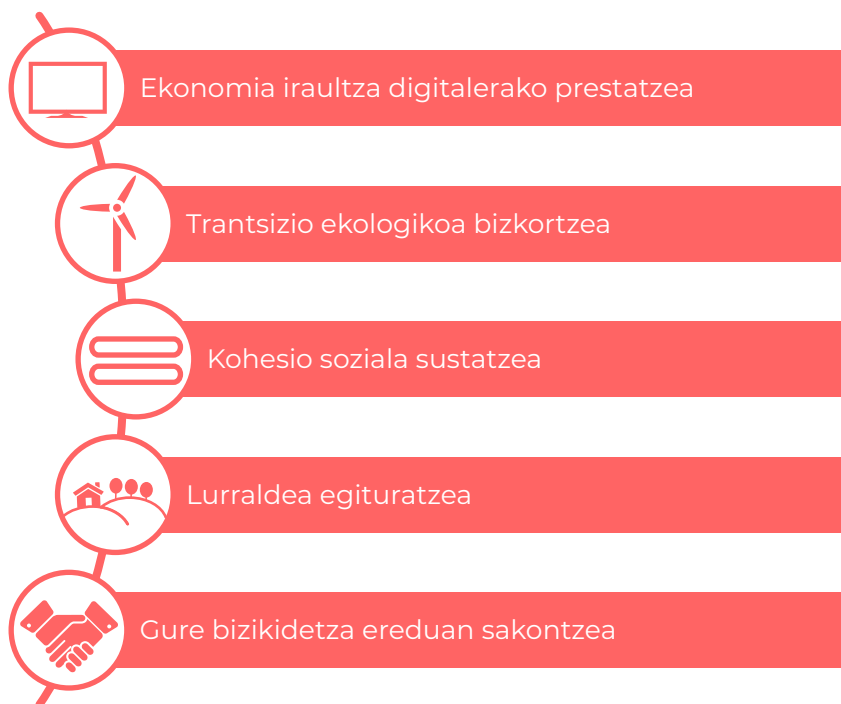 Ekonomia iraultza digitalerako prestatzea
Trantsizio ekologikoa bizkortzea
Kohesio soziala sustatzea
Lurraldea egituratzea
Gure bizikidetza ereduan sakontzea